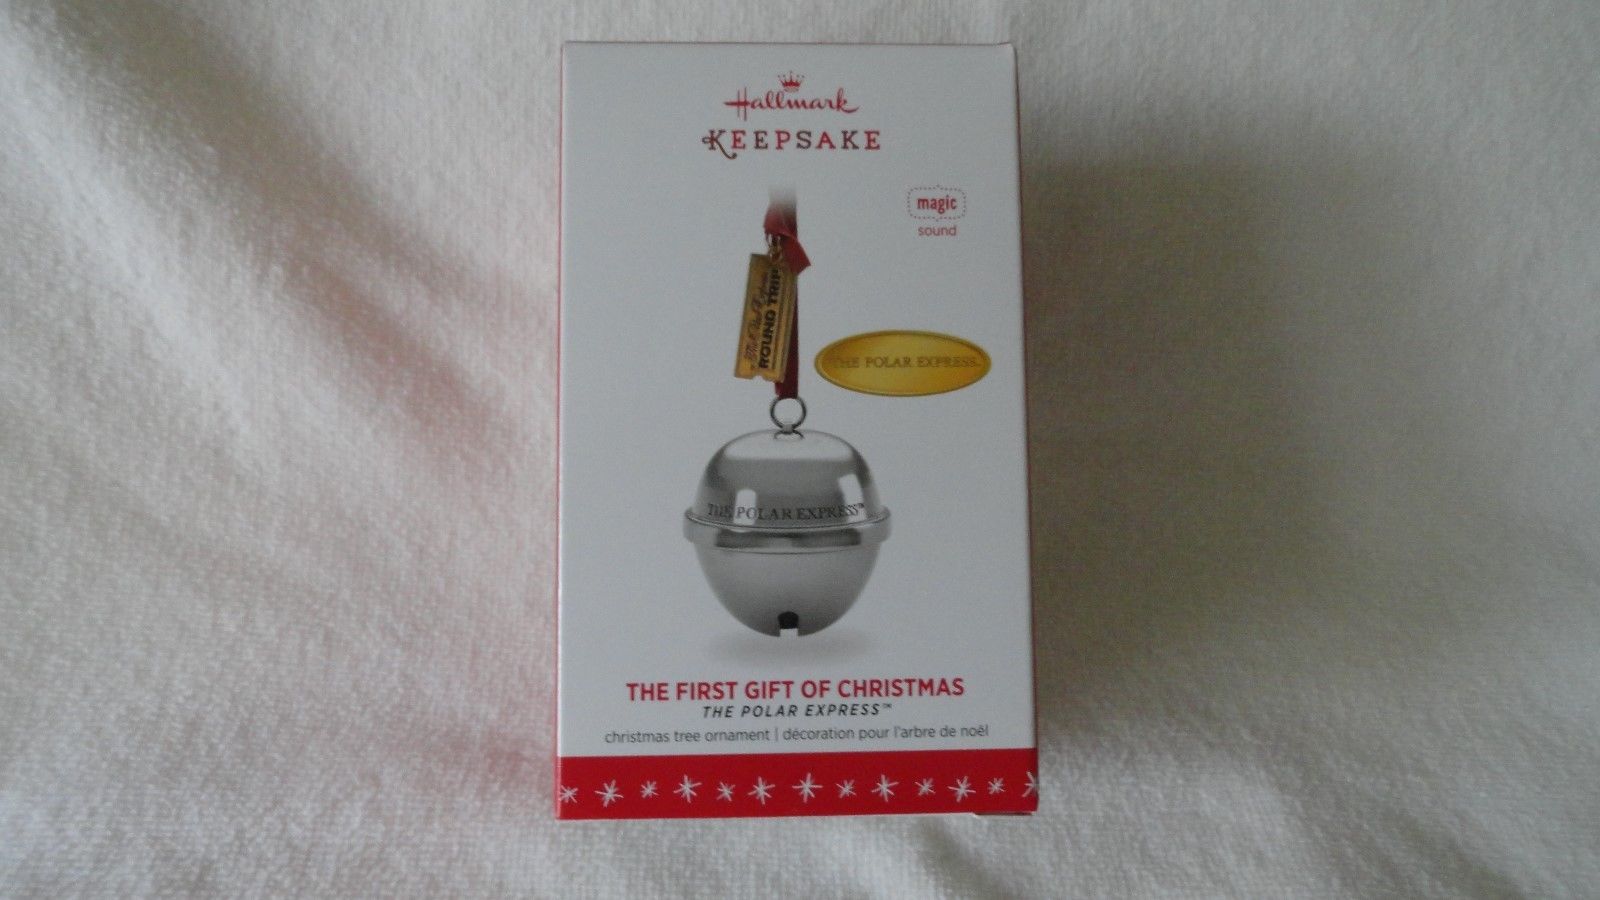 Hallmark
KEEPSAKE
magic
sound
ROUND TRIP
THE POLAR EXPRESS
THE POLAR EXPRESS™
THE FIRST GIFT OF CHRISTMAS
THE POLAR EXPRESS™
christmas tree ornament | décoration pour l'arbre de noël